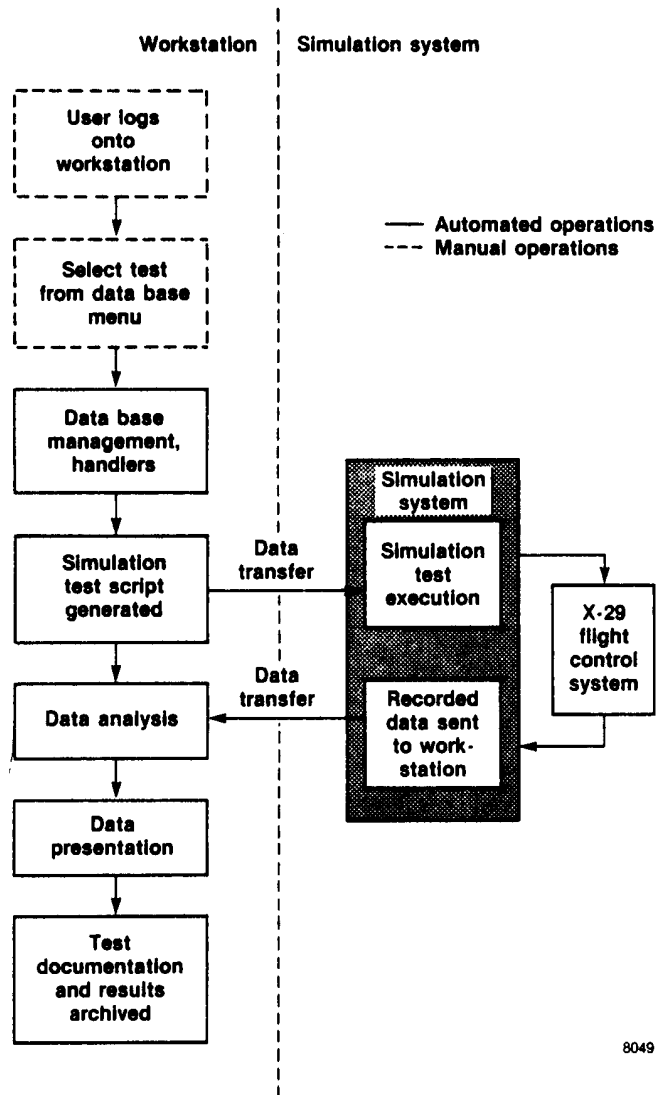 Workstation
Simulation system
User logs
onto
workstation
Automated operations
Manual operations
Select test
from data base
menu
Data base
management,
handlers
Simulation
system
Simulation
test script
generated
Data
transfer
Simulation
test
execution
X-29
flight
control
system
Data analysis
Data
transfer
Recorded
data sent
to work-
station
Data
presentation
Test
documentation
and results
archived
8049